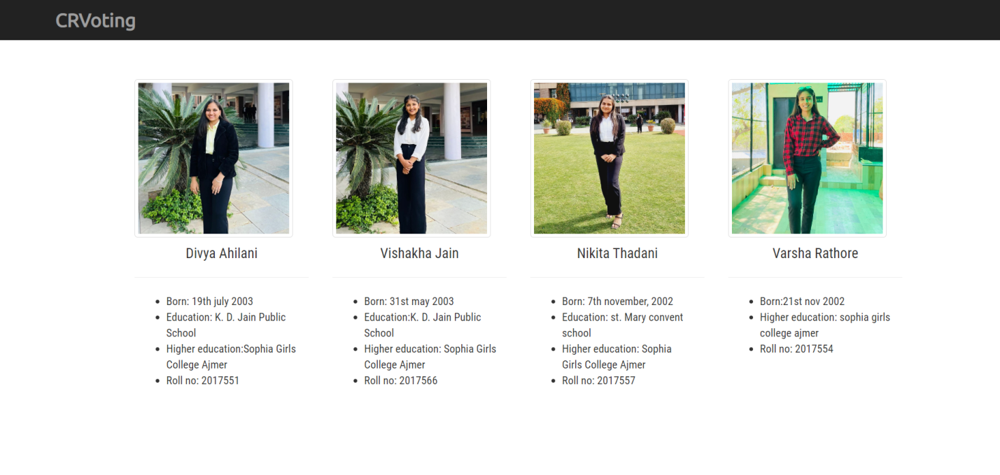 CRVoting
Divya Ahilani
Born: 19th july 2003
Education: K. D. Jain Public
School
Higher education:Sophia Girls
College Ajmer
Roll no: 2017551
Vishakha Jain
Born: 31st may 2003
Education:K. D. Jain Public
School
Higher education: Sophia Girls
College Ajmer
Roll no: 2017566
Nikita Thadani
Born: 7th november, 2002
Education: st. Mary convent
school
Higher education: Sophia
Girls College Ajmer
Roll no: 2017557
Varsha Rathore
Born:21st nov 2002
Higher education: sophia girls
college ajmer
Roll no: 2017554